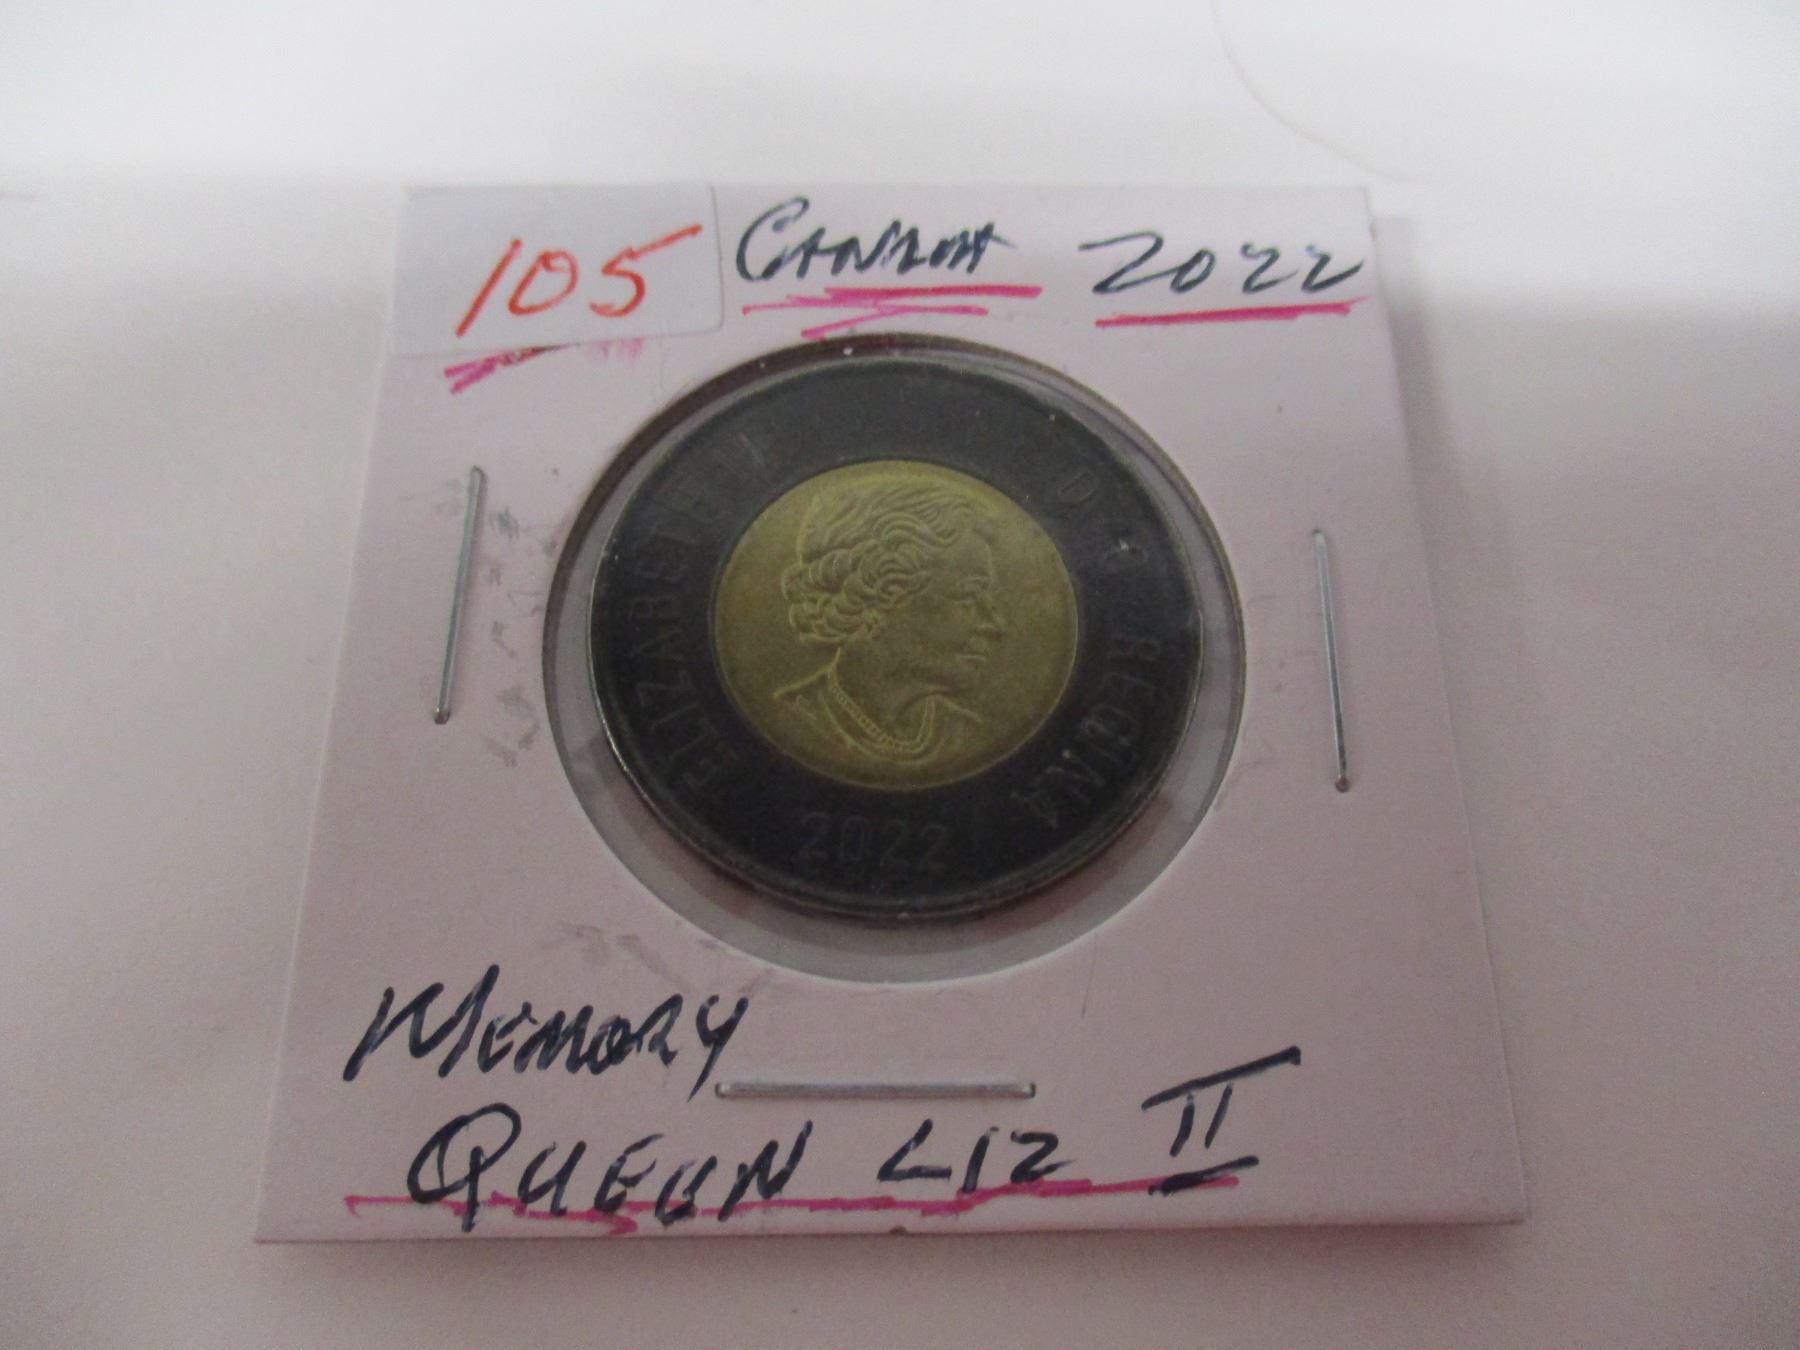 105 CANADA 2022
ELIZABETH II D • G REGINA
2022
MEMORY
QUEEN LIZ II